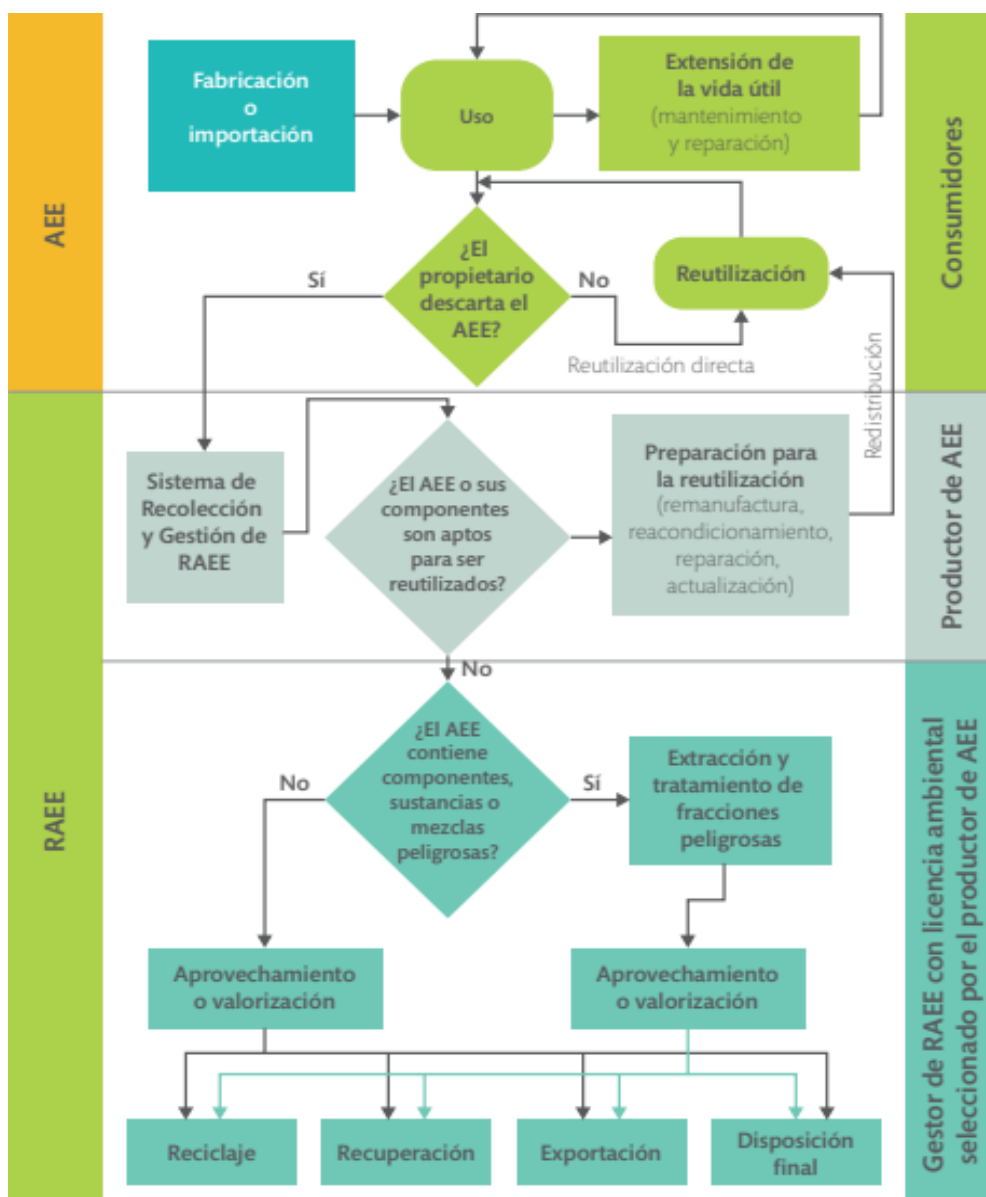 Fabricación
o
importación
Uso
Extensión de
la vida útil
(mantenimiento
y reparación)
AEE
Consumidores
¿El
propietario
descarta el
AEE?
Sí
No
Reutilización
Reutilización directa
Redistribución
Sistema de
Recolección
y Gestión de
RAEE
¿El AEE o sus
componentes
son aptos
para ser
reutilizados?
Preparación para
la reutilización
(remanufactura,
reacondicionamiento,
reparación,
actualización)
Productor de AEE
No
RAEE
¿El AEE
contiene
componentes,
sustancias o
mezclas
peligrosas?
No
Sí
Extracción y
tratamiento de
fracciones
peligrosas
Gestor de RAEE con licencia ambiental
seleccionado por el productor de AEE
Aprovechamiento
o valorización
Aprovechamiento
o valorización
Reciclaje
Recuperación
Exportación
Disposición
final